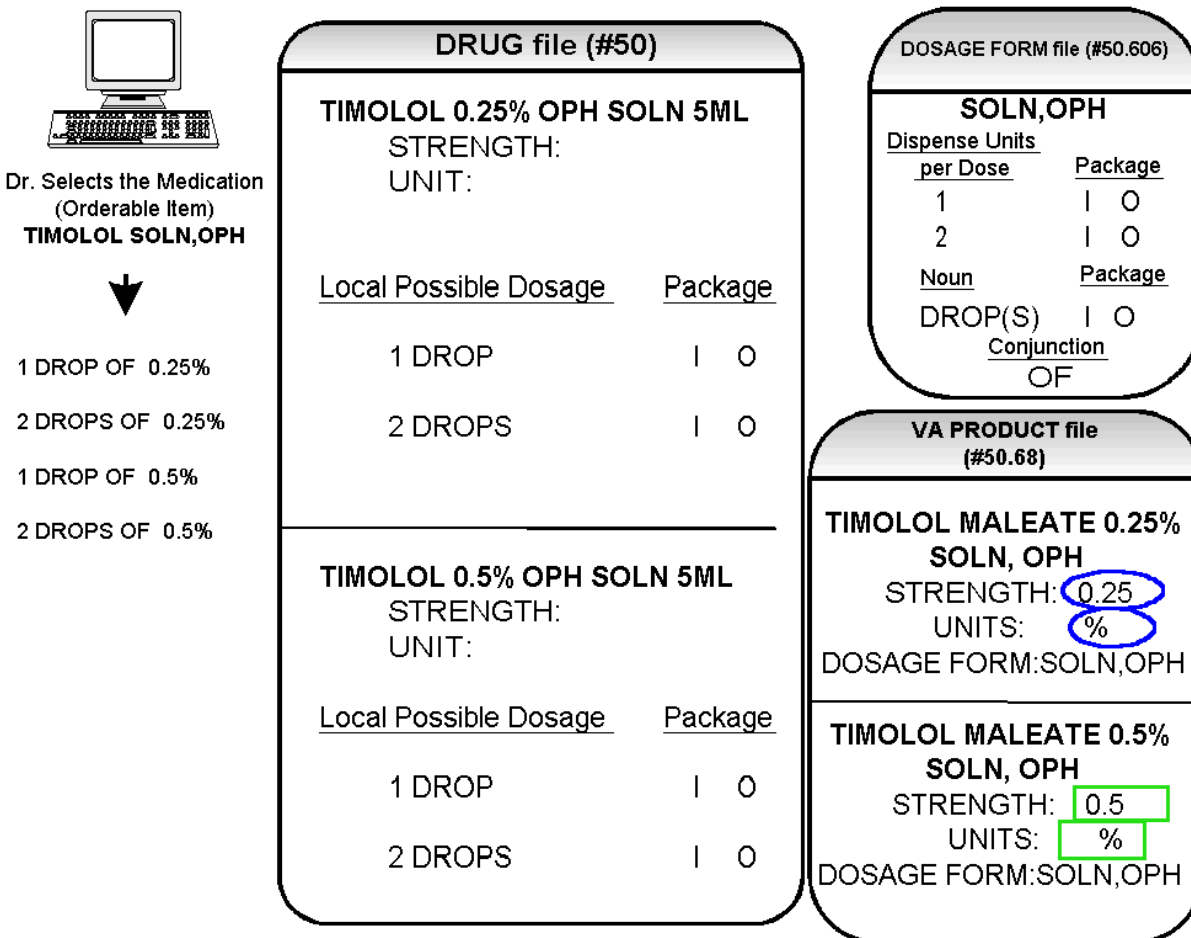 Dr. Selects the Medication
(Orderable Item)
TIMOLOL SOLN,OPH
1 DROP OF 0.25%
2 DROPS OF 0.25%
1 DROP OF 0.5%
2 DROPS OF 0.5%
DRUG file (#50)
TIMOLOL 0.25% OPH SOLN 5ML
STRENGTH:
UNIT:
Local Possible Dosage Package
1 DROP I O
2 DROPS I O
TIMOLOL 0.5% OPH SOLN 5ML
STRENGTH:
UNIT:
Local Possible Dosage Package
1 DROP I O
2 DROPS I O
DOSAGE FORM file (#50.606)
SOLN,OPH
Dispense Units
per Dose Package
1 I O
2 I O
Noun Package
DROP(S) I O
Conjunction
OF
VA PRODUCT file
(#50.68)
TIMOLOL MALEATE 0.25%
SOLN, OPH
STRENGTH: 0.25
UNITS: %
DOSAGE FORM:SOLN,OPH
TIMOLOL MALEATE 0.5%
SOLN, OPH
STRENGTH: 0.5
UNITS: %
DOSAGE FORM:SOLN,OPH